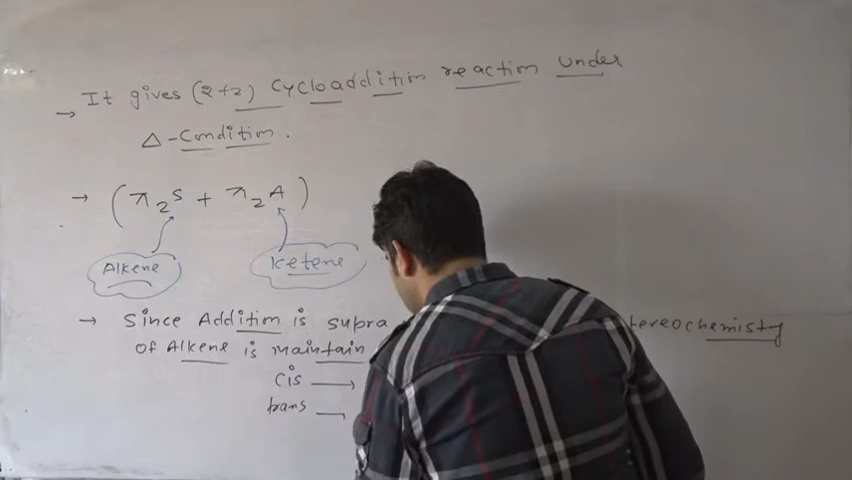 → It gives (2+2) Cycloaddition reaction under
Δ-Condition.
→ (π2s + π2A)
Alkene ketene
→ Since Addition is supra tereochemistry
of Alkene is maintain
cis →
trans